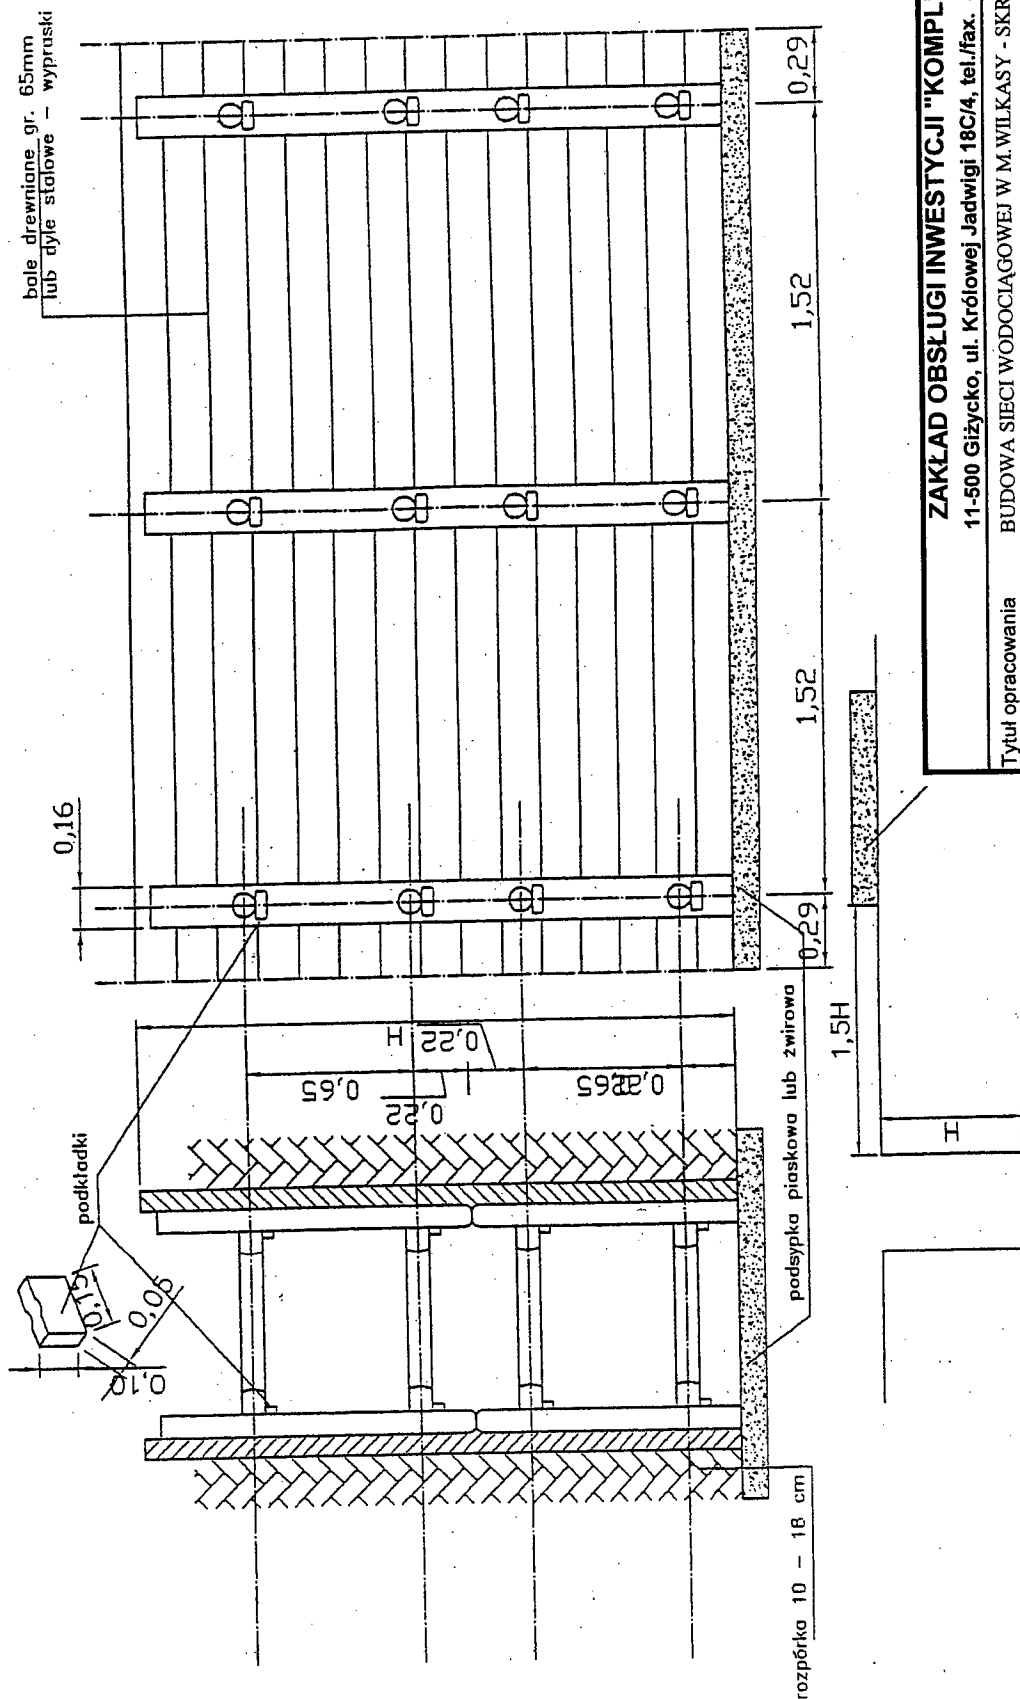 bale drewniane gr. 65mm
lub dyle stalowe – wypraski
0,16
podkładki
0,15
0,05
0,10
0,65
0,22
0,22
H
0,65
0,29
1,52
1,52
0,29
podsypka piaskowa lub żwirowa
rozpórka 10 – 18 cm
1,5H
H
ZAKŁAD OBSŁUGI INWESTYCJI "KOMPL
11-500 Giżycko, ul. Królowej Jadwigi 18C/4, tel./fax.
Tytuł opracowania BUDOWA SIECI WODOCIĄGOWEJ W M.WILKASY - SKR